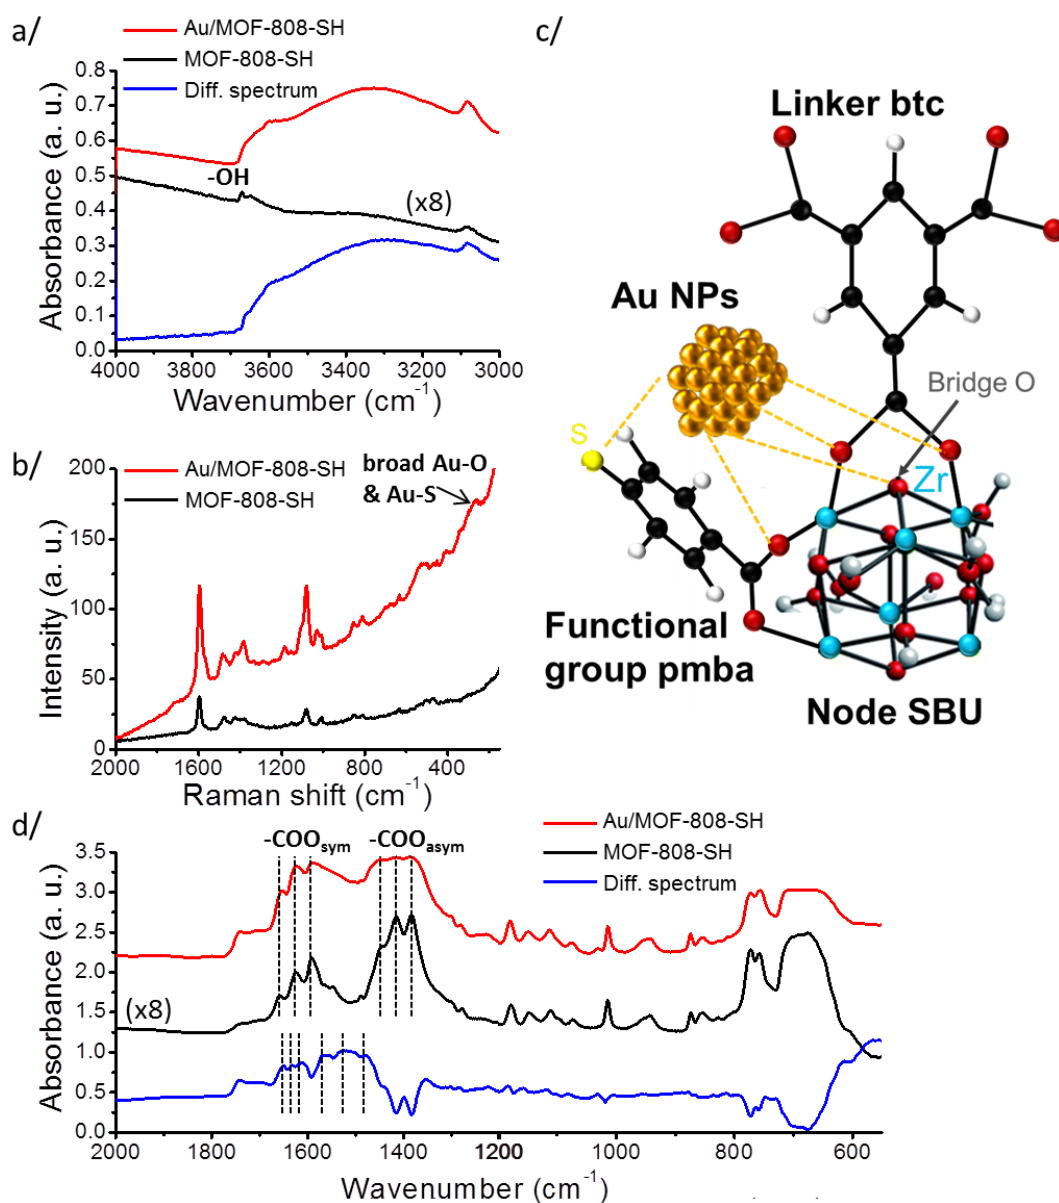 a/
Au/MOF-808-SH
MOF-808-SH
Diff. spectrum
Absorbance (a. u.)
0.8
0.7
0.6
0.5
0.4
0.3
0.2
0.1
0.0
-OH
(x8)
4000 3800 3600 3400 3200 3000
Wavenumber (cm-1)
b/
Au/MOF-808-SH
MOF-808-SH
broad Au-O
& Au-S
Intensity (a. u.)
200
150
100
50
0
2000 1600 1200 800 400
Raman shift (cm-1)
c/
Linker btc
Au NPs
Bridge O
S
Zr
Functional
group pmba
Node SBU
d/
-COOsym
-COOasym
Au/MOF-808-SH
MOF-808-SH
Diff. spectrum
Absorbance (a. u.)
3.5
3.0
2.5
2.0
1.5
1.0
0.5
0.0
(x8)
2000 1800 1600 1400 1200 1000 800 600
Wavenumber (cm-1)